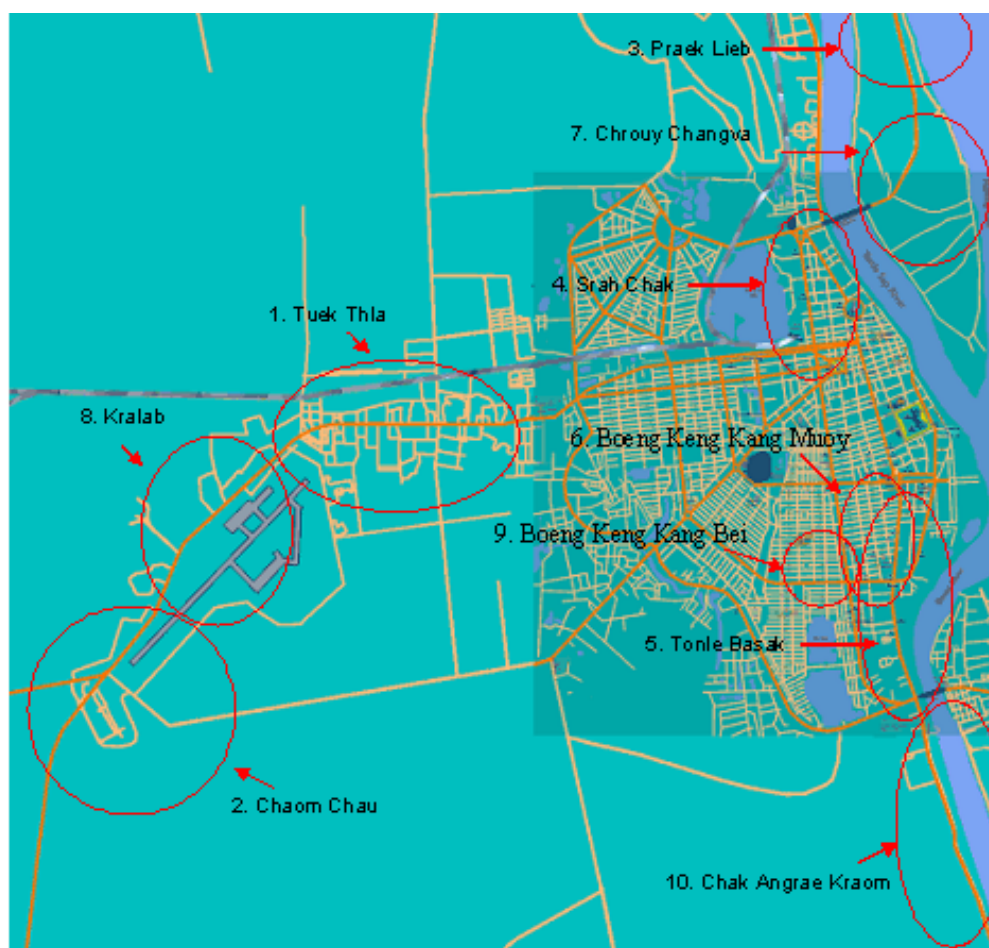 3. Praek Lieb
7. Chrouy Changva
4. Srah Chak
1. Tuek Thla
8. Kralab
6. Boeng Keng Kang Muoy
9. Boeng Keng Kang Bei
5. Tonle Basak
2. Chaom Chau
10. Chak Angrae Kraom